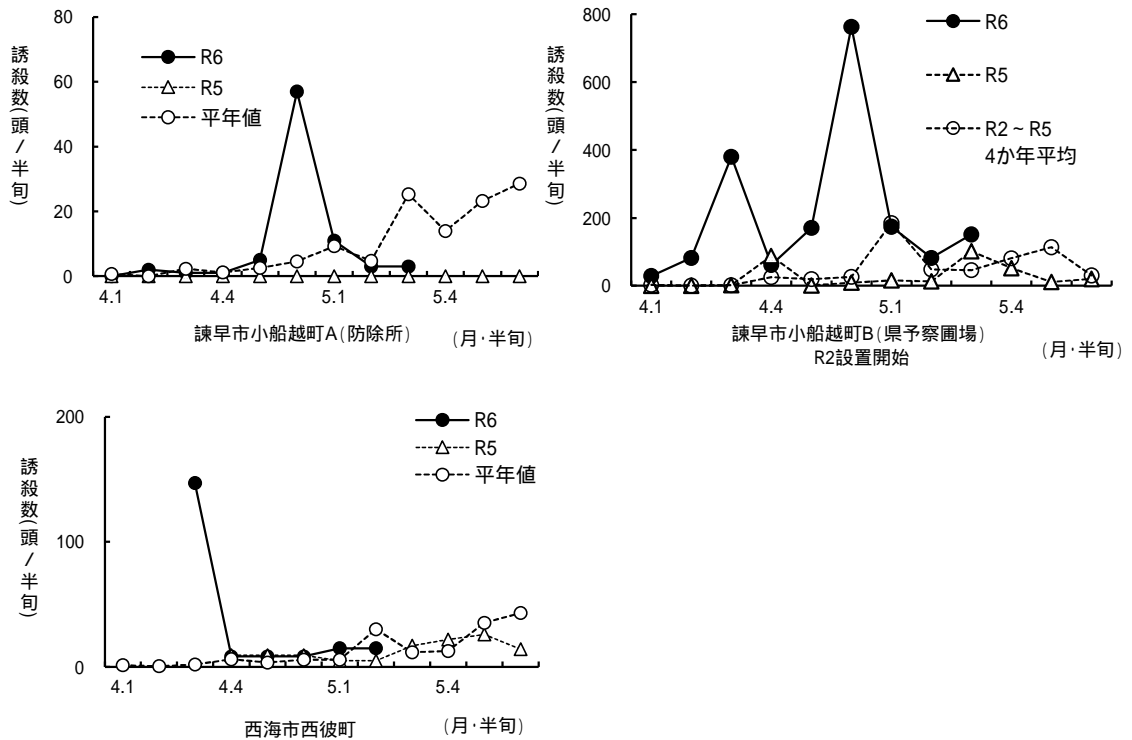 80
60
40
20
0
誘殺数(頭/半旬)
R6
R5
平年値
4.1
4.4
5.1
5.4
諫早市小船越町A(防除所)
(月・半旬)
800
600
400
200
0
誘殺数(頭/半旬)
R6
R5
R2~R5
4か年平均
4.1
4.4
5.1
5.4
諫早市小船越町B(県予察圃場)
R2設置開始
(月・半旬)
200
100
0
誘殺数(頭/半旬)
R6
R5
平年値
4.1
4.4
5.1
5.4
西海市西彼町
(月・半旬)